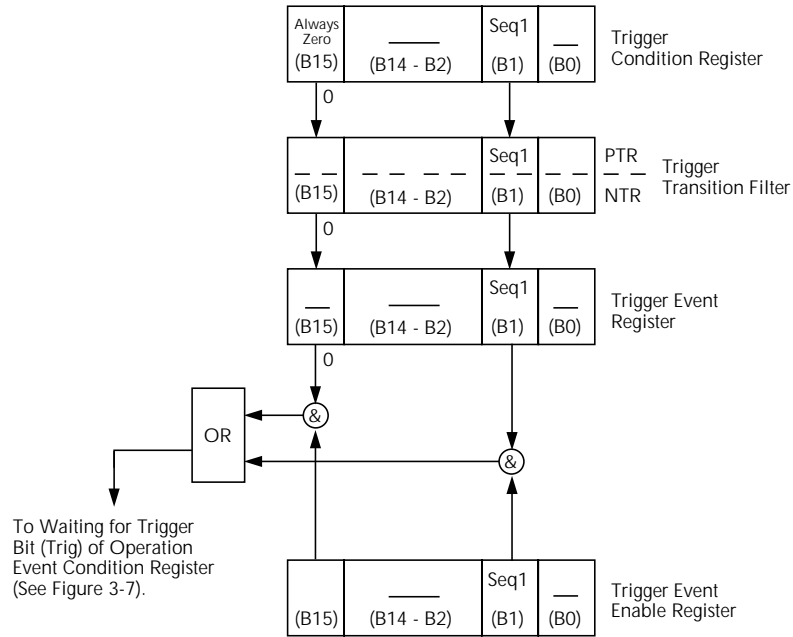 Always
Zero
(B15)
(B14 - B2)
Seq1
(B1)
(B0)
Trigger
Condition Register
0
(B15)
(B14 - B2)
Seq1
(B1)
(B0)
PTR
NTR
Trigger
Transition Filter
0
(B15)
(B14 - B2)
Seq1
(B1)
(B0)
Trigger Event
Register
0
&
OR
&
To Waiting for Trigger
Bit (Trig) of Operation
Event Condition Register
(See Figure 3-7).
(B15)
(B14 - B2)
Seq1
(B1)
(B0)
Trigger Event
Enable Register